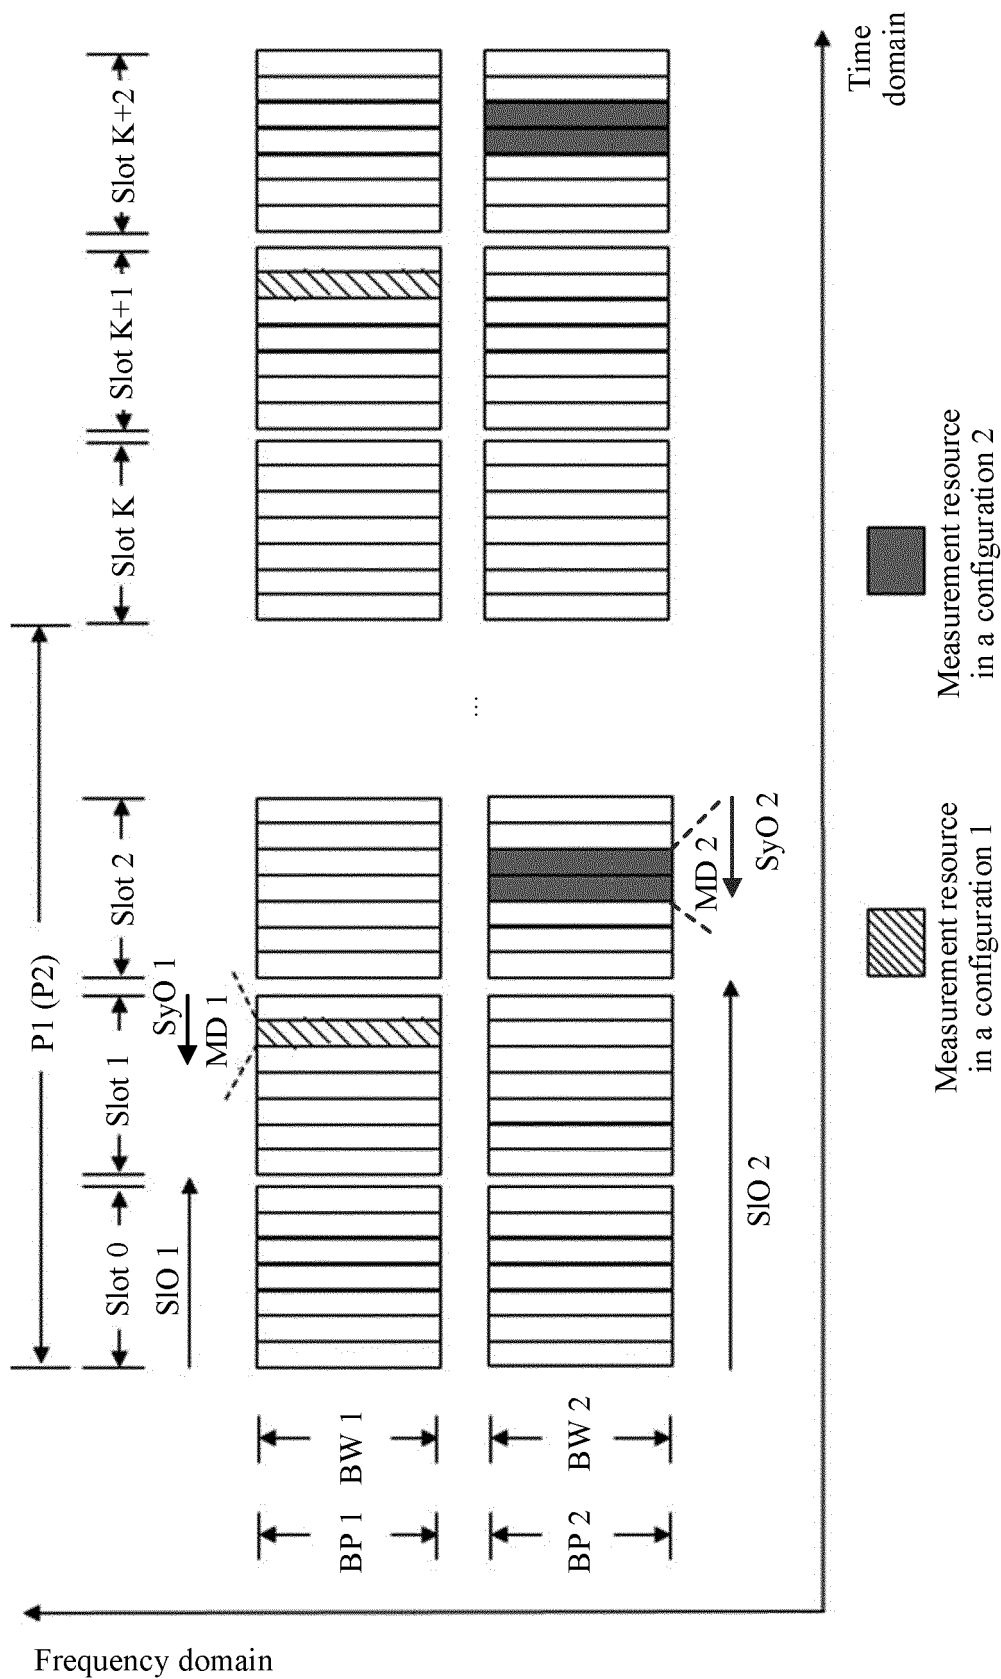 P1 (P2)
Slot 0
Slot 1
Slot 2
Slot K
Slot K+1
Slot K+2
SlO 1
SyO 1
MD 1
BP 1
BW 1
...
BP 2
BW 2
MD 2
SyO 2
SlO 2
Frequency domain
Time
domain
Measurement resource
in a configuration 1
Measurement resource
in a configuration 2